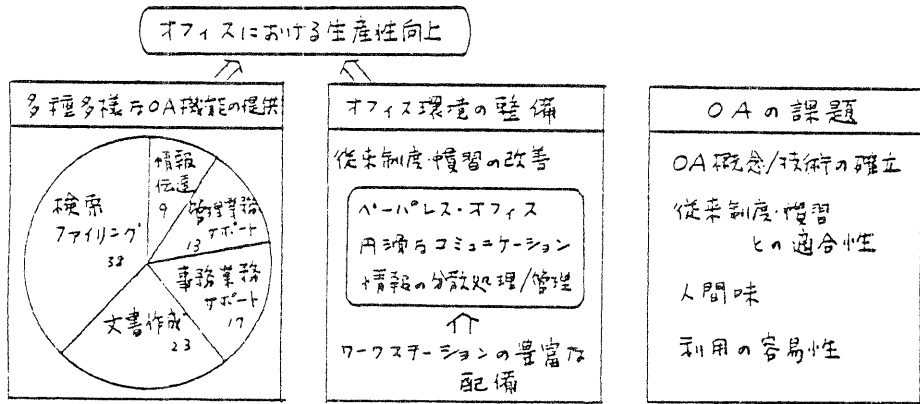 オフィスにおける生産性向上
多種多様なOA機能の提供
情報
伝達
9
管理業務
サポート
13
事務業務
サポート
17
文書作成
23
検索
ファイリング
38
オフィス環境の整備
従来制度・慣習の改善
ペーパレス・オフィス
円滑なコミュニケーション
情報の分散処理/管理
ワークステーションの豊富な
配備
OAの課題
OA概念/技術の確立
従来制度・慣習
との適合性
人間味
利用の容易性